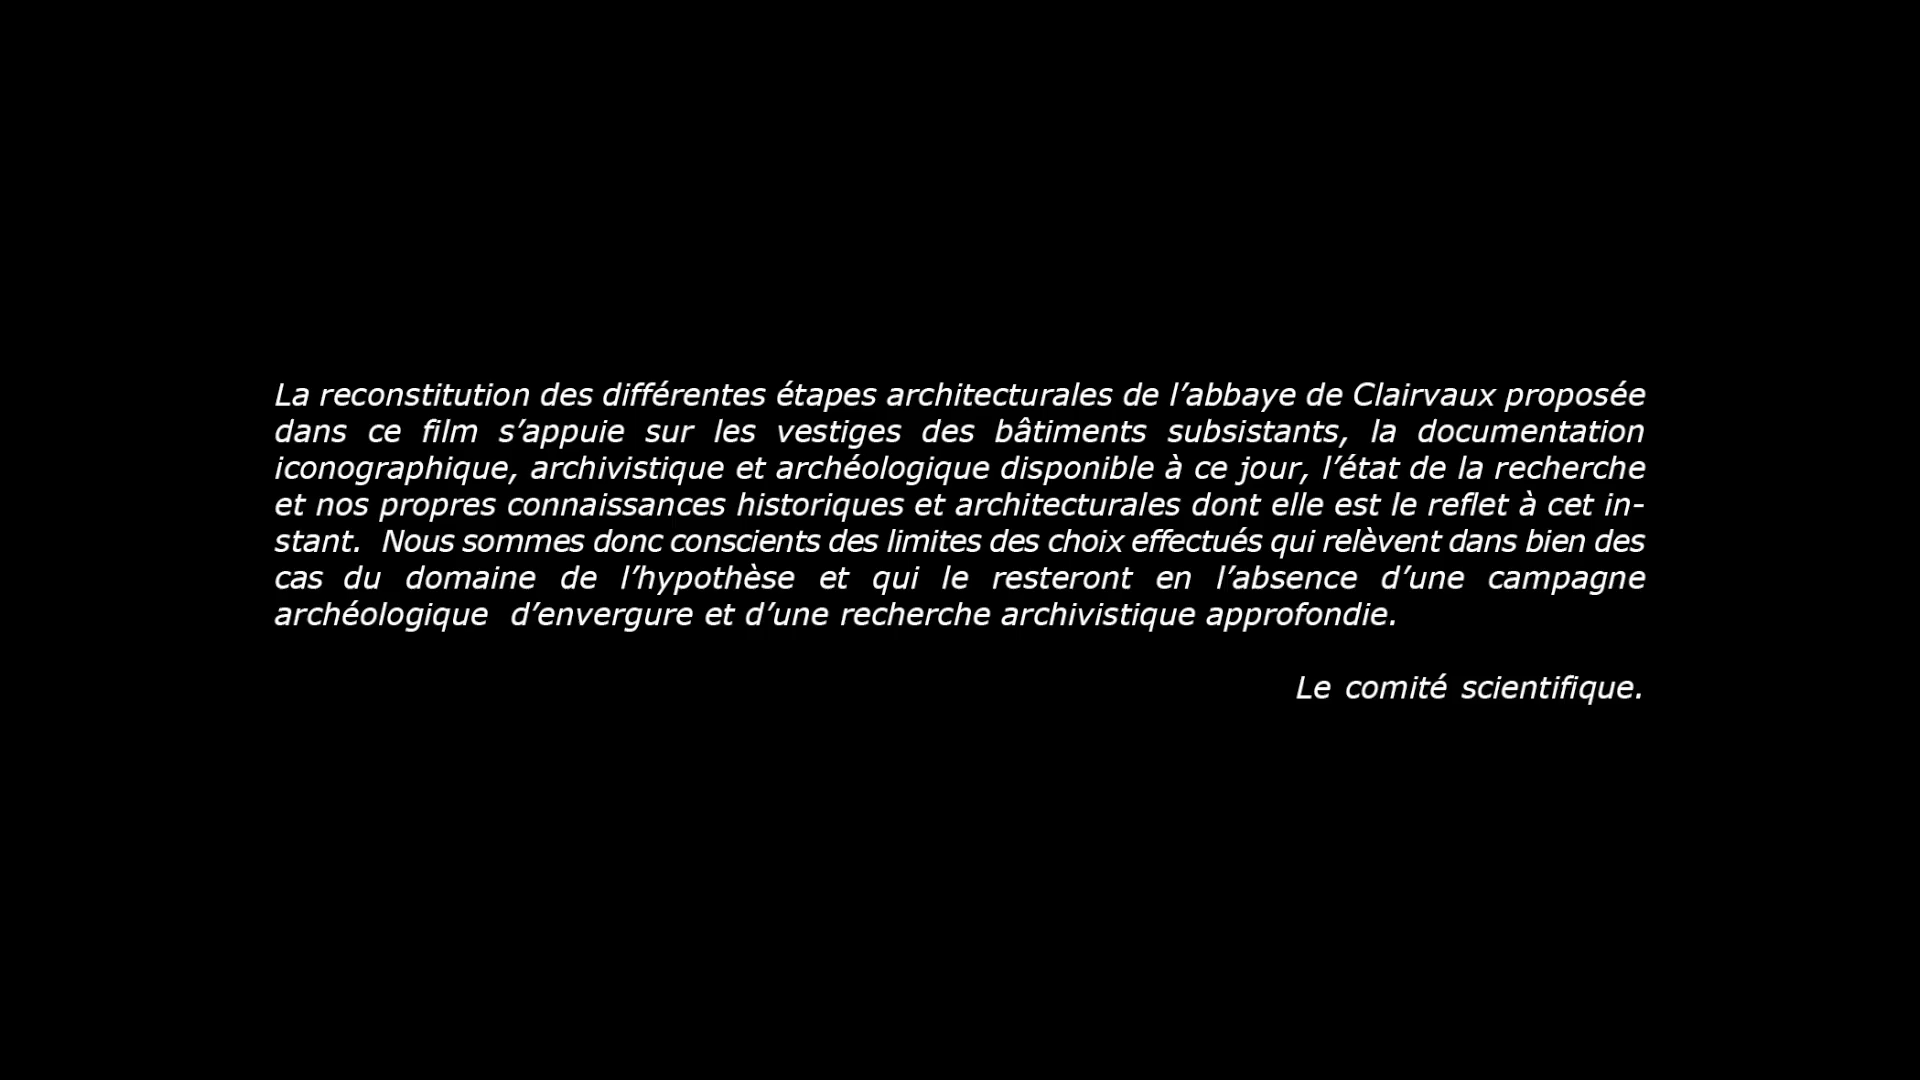 La reconstitution des différentes étapes architecturales de l’abbaye de Clairvaux proposée
dans ce film s’appuie sur les vestiges des bâtiments subsistants, la documentation
iconographique, archivistique et archéologique disponible à ce jour, l’état de la recherche
et nos propres connaissances historiques et architecturales dont elle est le reflet à cet in-
stant.  Nous sommes donc conscients des limites des choix effectués qui relèvent dans bien des
cas du domaine de l’hypothèse et qui le resteront en l’absence d’une campagne
archéologique  d’envergure et d’une recherche archivistique approfondie.
Le comité scientifique.